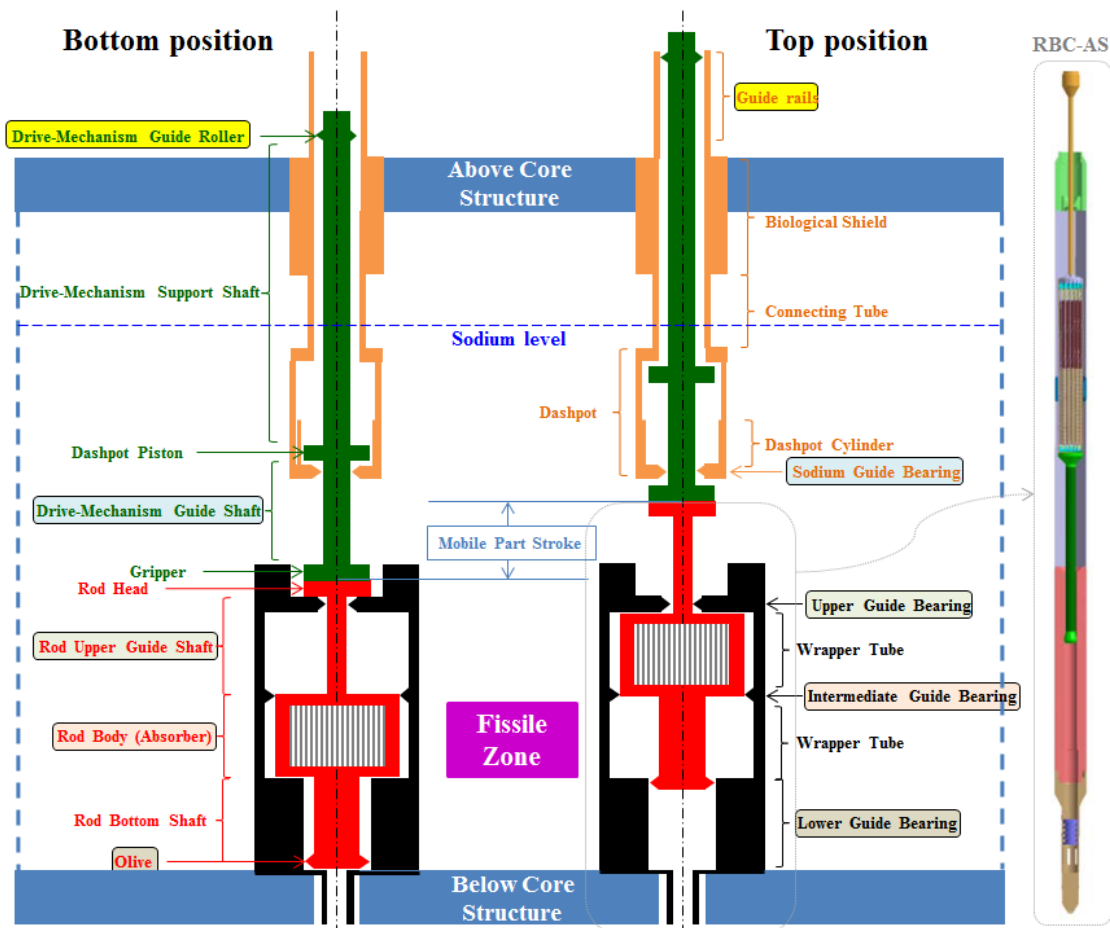 Bottom position
Top position
RBC-AS
Guide rails
Drive-Mechanism Guide Roller
Above Core
Structure
Biological Shield
Drive-Mechanism Support Shaft
Connecting Tube
Sodium level
Dashpot
Dashpot Piston
Dashpot Cylinder
Sodium Guide Bearing
Drive-Mechanism Guide Shaft
Mobile Part Stroke
Gripper
Rod Head
Upper Guide Bearing
Rod Upper Guide Shaft
Wrapper Tube
Intermediate Guide Bearing
Rod Body (Absorber)
Fissile
Zone
Wrapper Tube
Rod Bottom Shaft
Lower Guide Bearing
Olive
Below Core
Structure